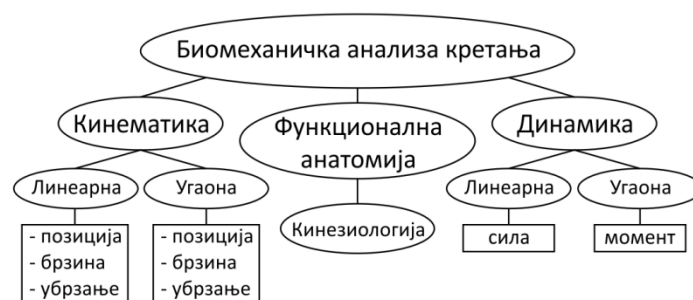 Биомеханичка анализа кретања
Кинематика
Функционална
анатомија
Динамика
Линеарна
Угаона
Кинезиологија
Линеарна
Угаона
- позиција
- брзина
- убрзање
- позиција
- брзина
- убрзање
сила
момент